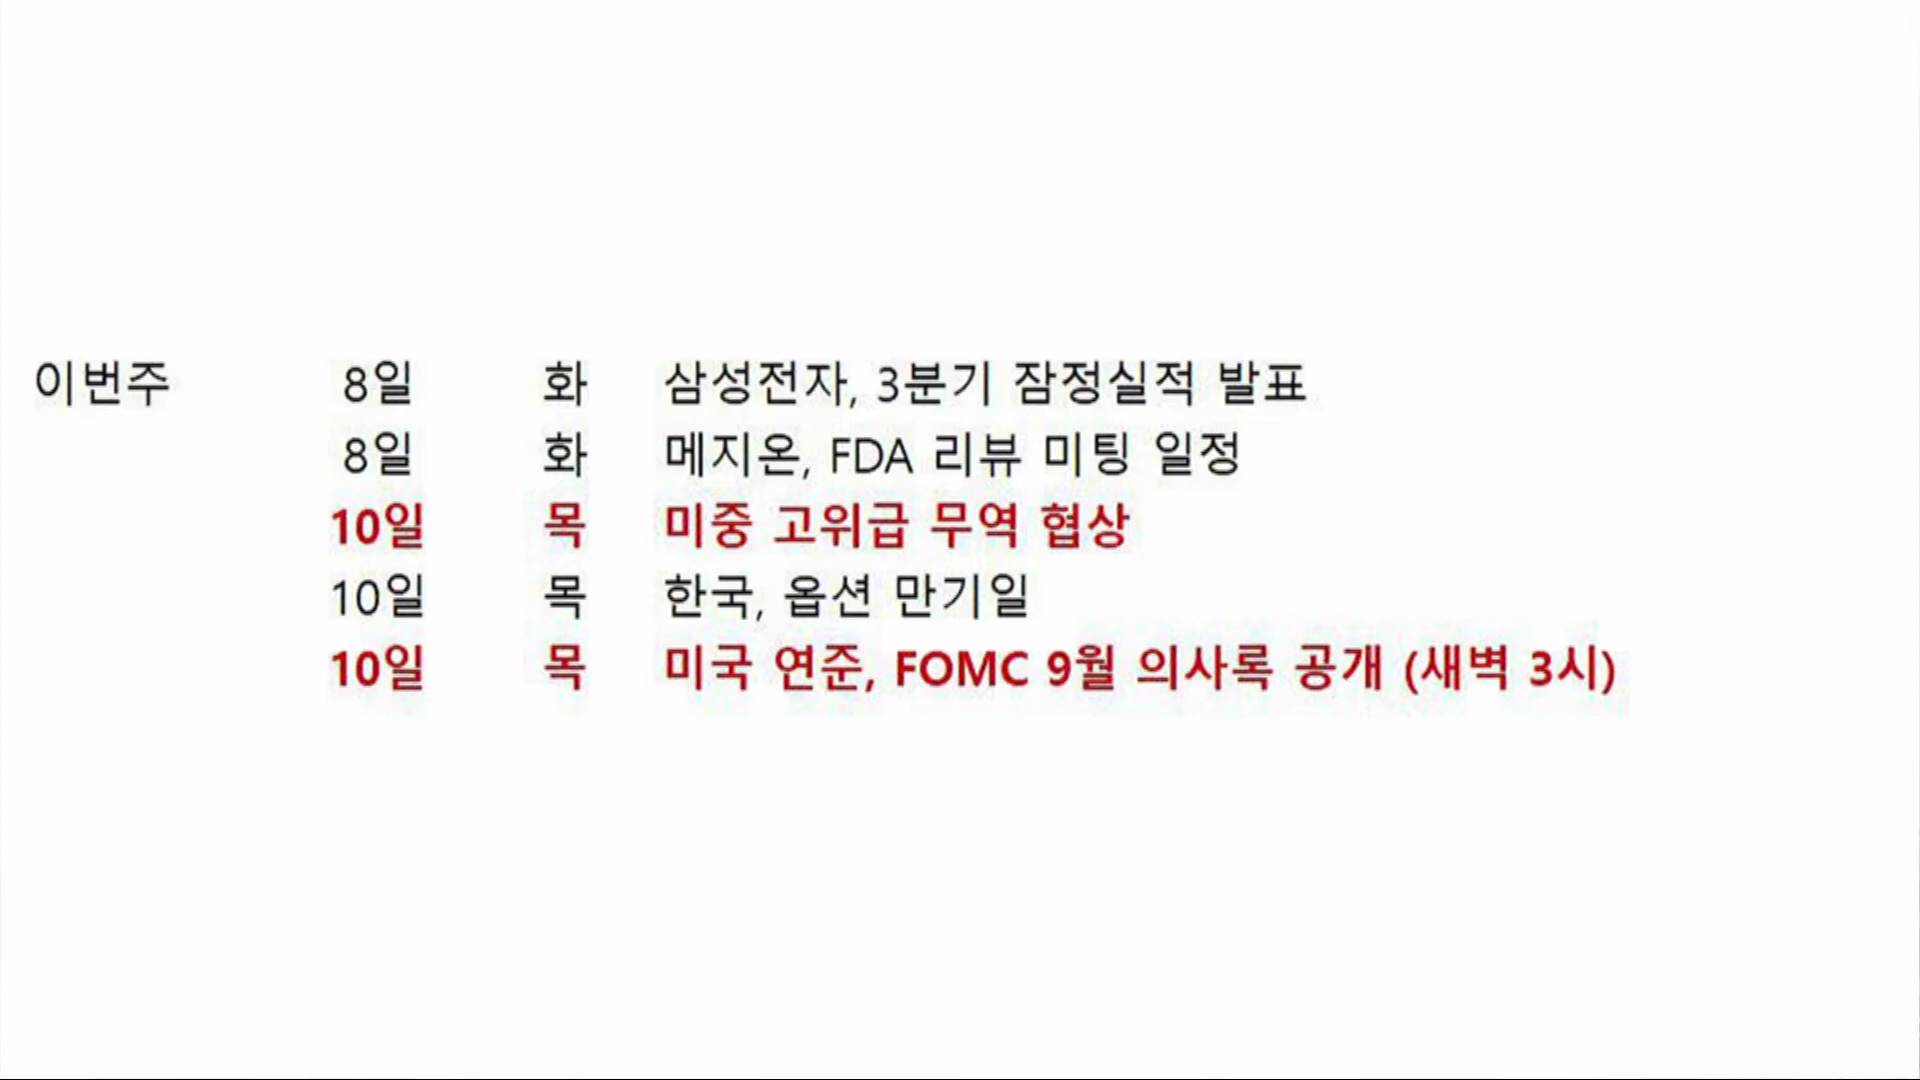 이번주 8일 화 삼성전자, 3분기 잠정실적 발표
8일 화 메지온, FDA 리뷰 미팅 일정
10일 목 미중 고위급 무역 협상
10일 목 한국, 옵션 만기일
10일 목 미국 연준, FOMC 9월 의사록 공개 (새벽 3시)